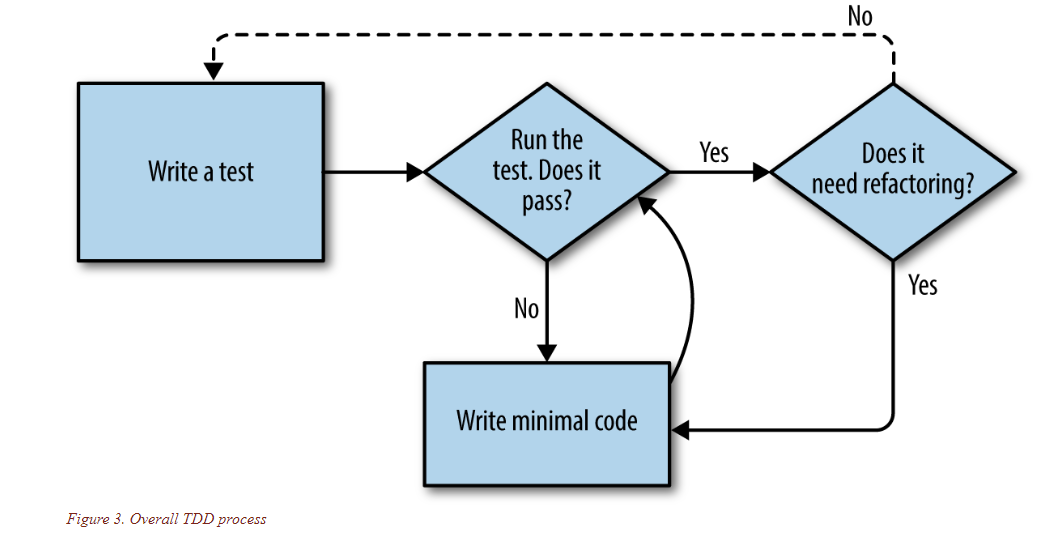 No
Write a test
Run the
test. Does it
pass?
Yes
Does it
need refactoring?
No
Yes
Write minimal code
Figure 3. Overall TDD process